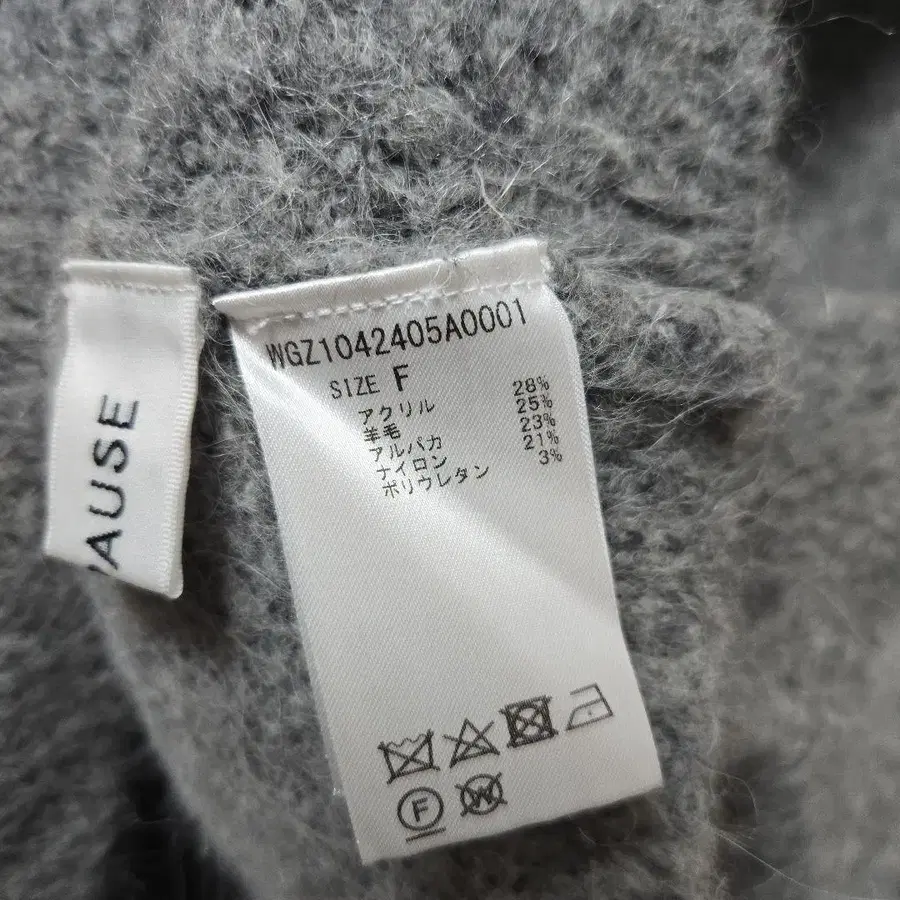 WGZ1042405A0001
SIZE F
アクリル 28%
羊毛 25%
アルパカ 23%
ナイロン 21%
ポリウレタン 3%
F W
AUSE